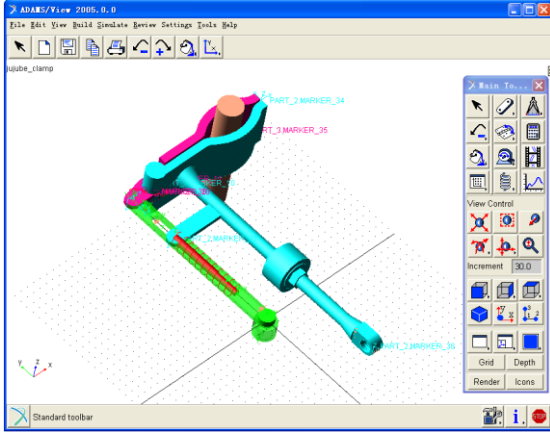 ADAMS/View 2005.0.0
File Edit View Build Simulate Review Settings Tools Help
jujube_clamp
Main To...
PART_2.MARKER_34
RT_3.MARKER_35
View Control
Increment 30.0
PART_2.MARKER_36
y z x
Grid Depth
Render Icons
Standard toolbar
STOP